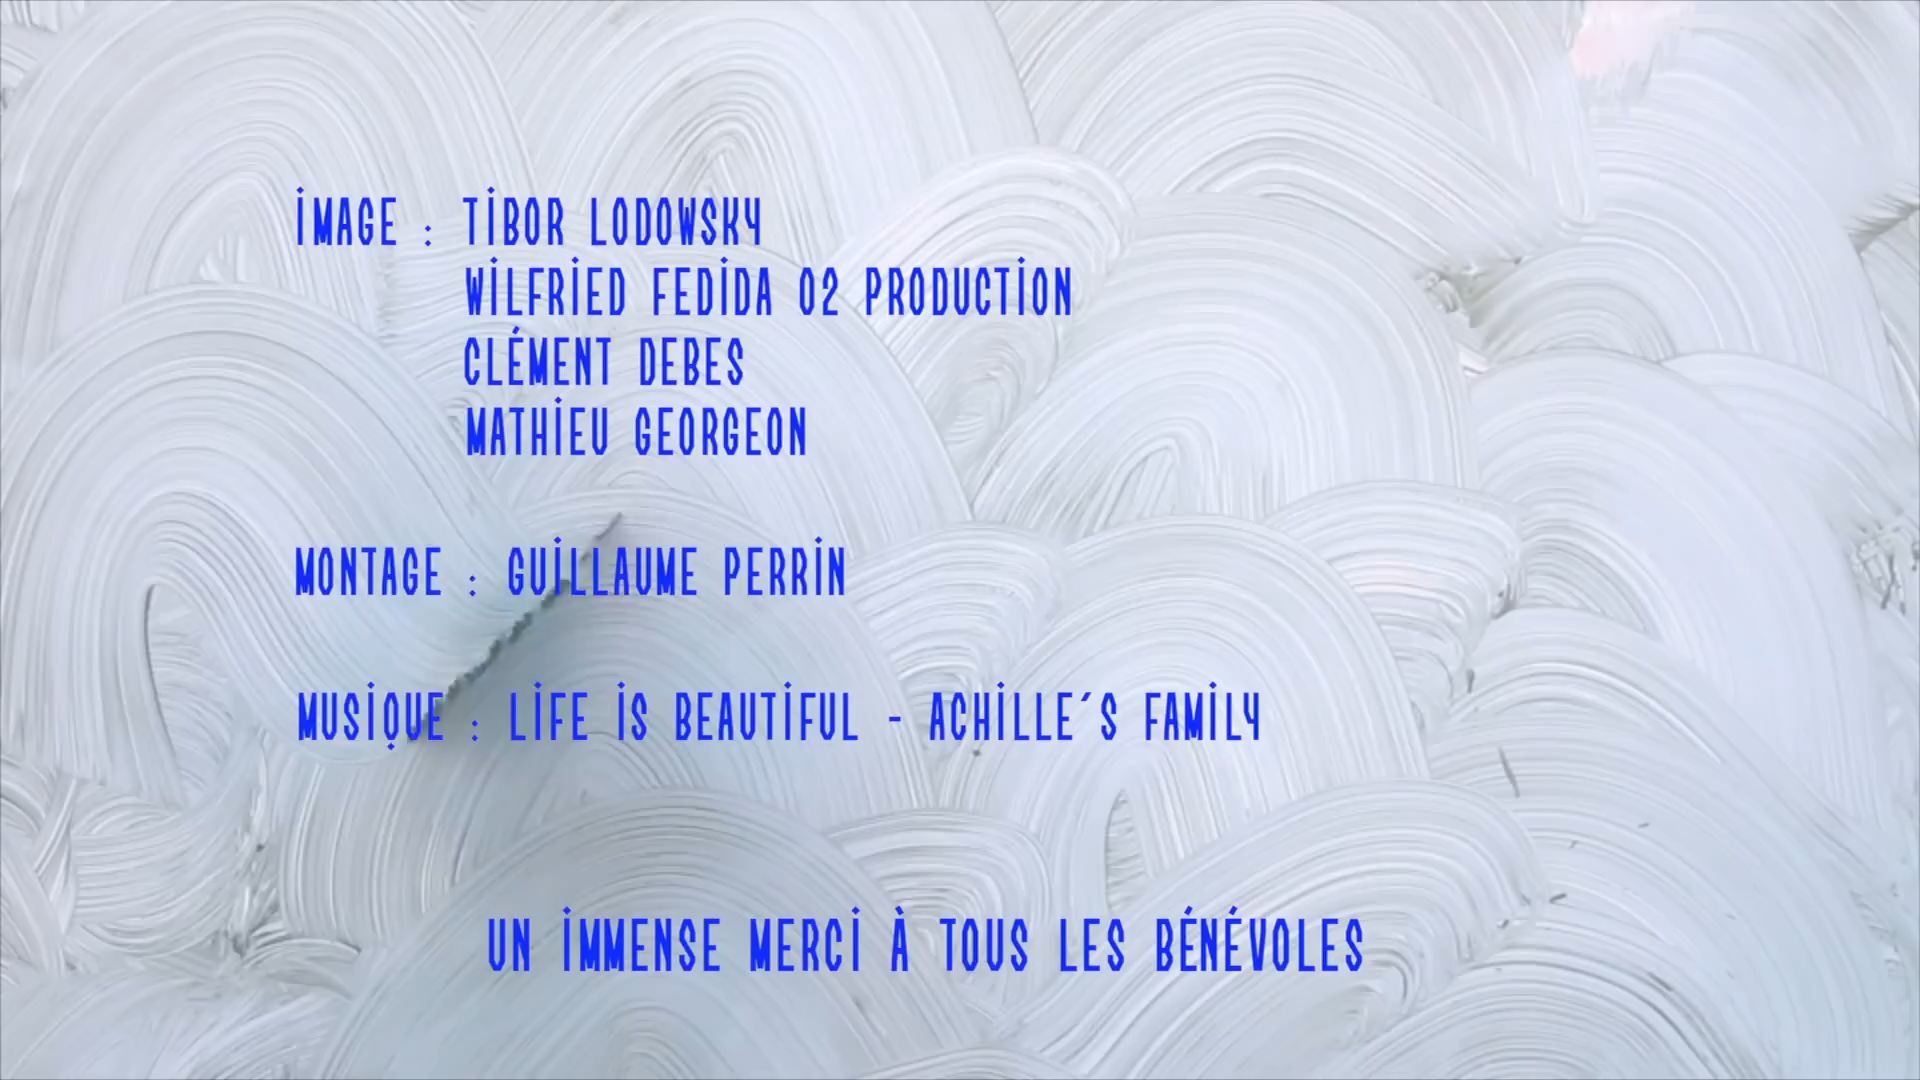 IMAGE : TIBOR LODOWSKY
WILFRIED FEDIDA O2 PRODUCTION
CLÉMENT DEBES
MATHIEU GEORGEON
MONTAGE : GUILLAUME PERRIN
MUSIQUE : LIFE IS BEAUTIFUL - ACHILLE´S FAMILY
UN IMMENSE MERCI À TOUS LES BÉNÉVOLES